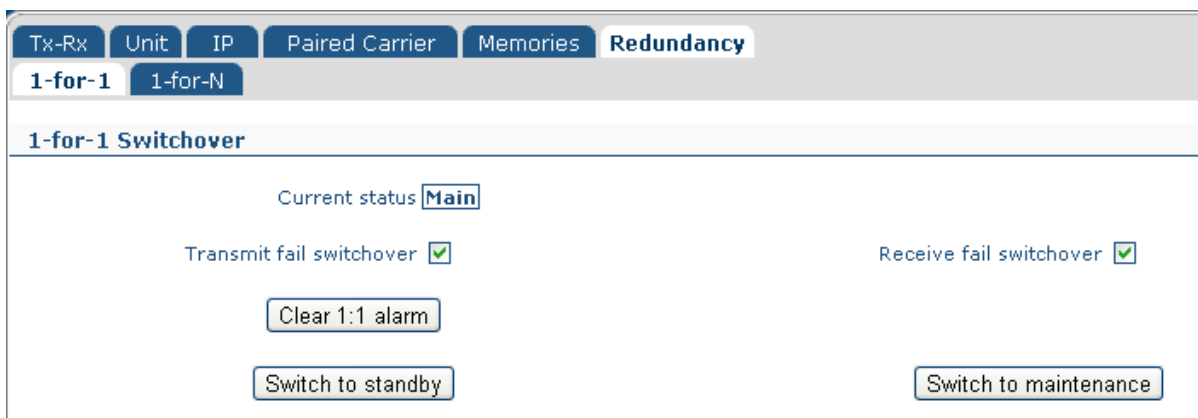 Tx-Rx Unit IP Paired Carrier Memories Redundancy
1-for-1 1-for-N
1-for-1 Switchover
Current status Main
Transmit fail switchover Receive fail switchover
Clear 1:1 alarm
Switch to standby Switch to maintenance